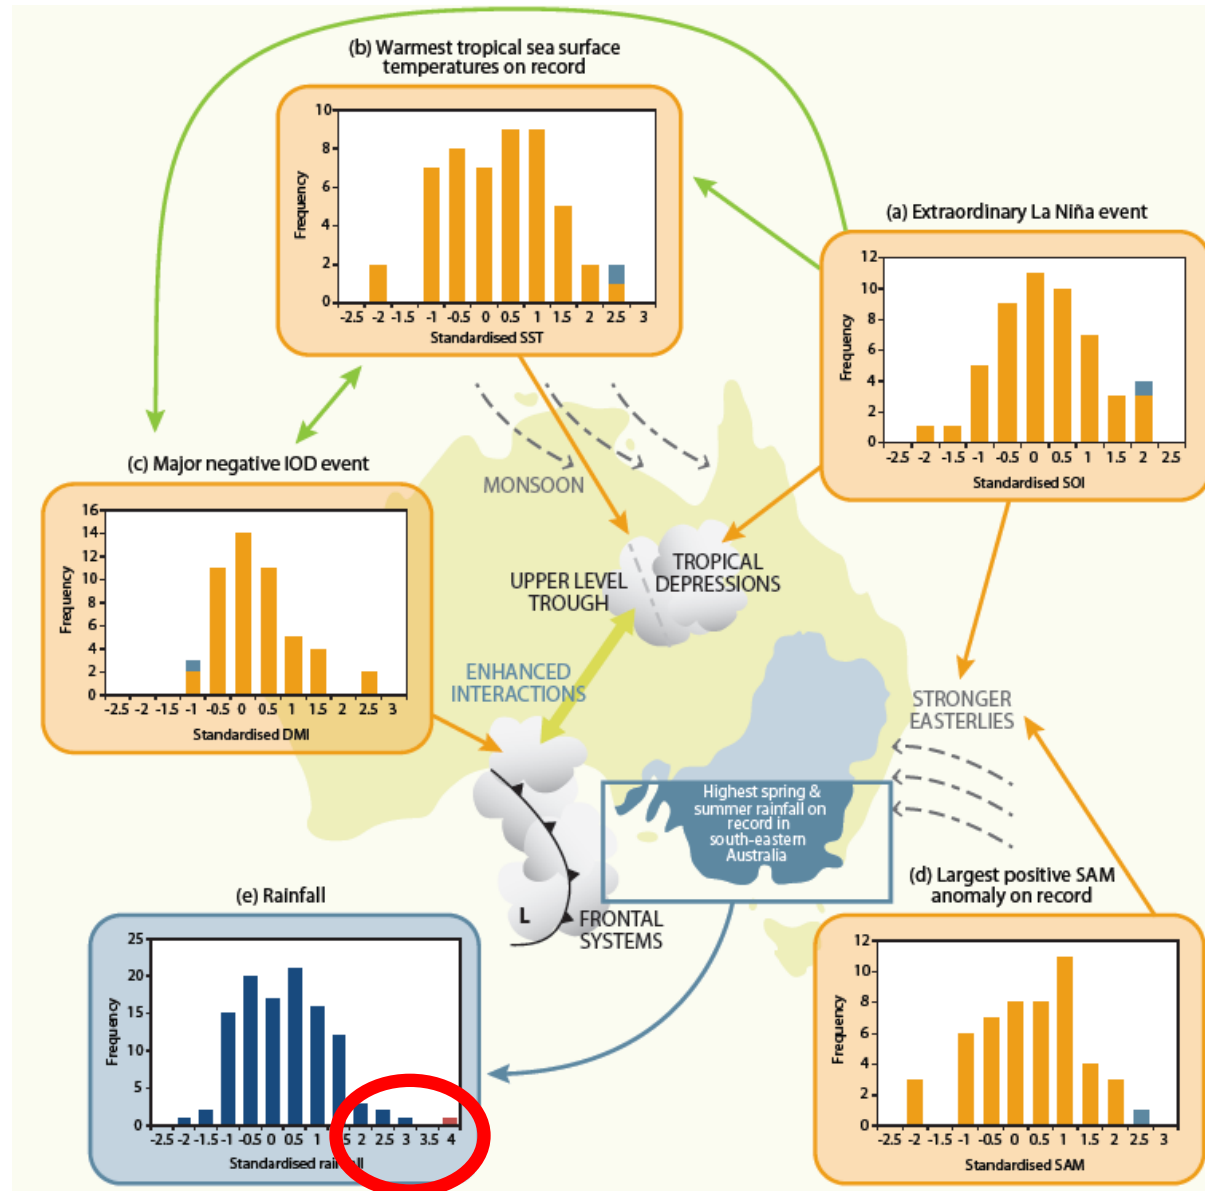 (b) Warmest tropical sea surface
temperatures on record
10
8
6
4
2
0
Frequency
-2.5 -2 -1.5 -1 -0.5 0 0.5 1 1.5 2 2.5 3
Standardised SST
(a) Extraordinary La Niña event
12
10
8
6
4
2
0
Frequency
-2.5 -2 -1.5 -1 -0.5 0 0.5 1 1.5 2 2.5
Standardised SOI
(c) Major negative IOD event
16
14
12
10
8
6
4
2
0
Frequency
-2.5 -2 -1.5 -1 -0.5 0 0.5 1 1.5 2 2.5 3
Standardised DMI
MONSOON
UPPER LEVEL
TROUGH
TROPICAL
DEPRESSIONS
ENHANCED
INTERACTIONS
STRONGER
EASTERLIES
Highest spring &
summer rainfall on
record in
south-eastern
Australia
L
FRONTAL
SYSTEMS
(d) Largest positive SAM
anomaly on record
12
10
8
6
4
2
0
Frequency
-2.5 -2 -1.5 -1 -0.5 0 0.5 1 1.5 2 2.5 3
Standardised SAM
(e) Rainfall
25
20
15
10
5
0
Frequency
-2.5 -2 -1.5 -1 -0.5 0 0.5 1 2 2.5 3 3.5 4
Standardised